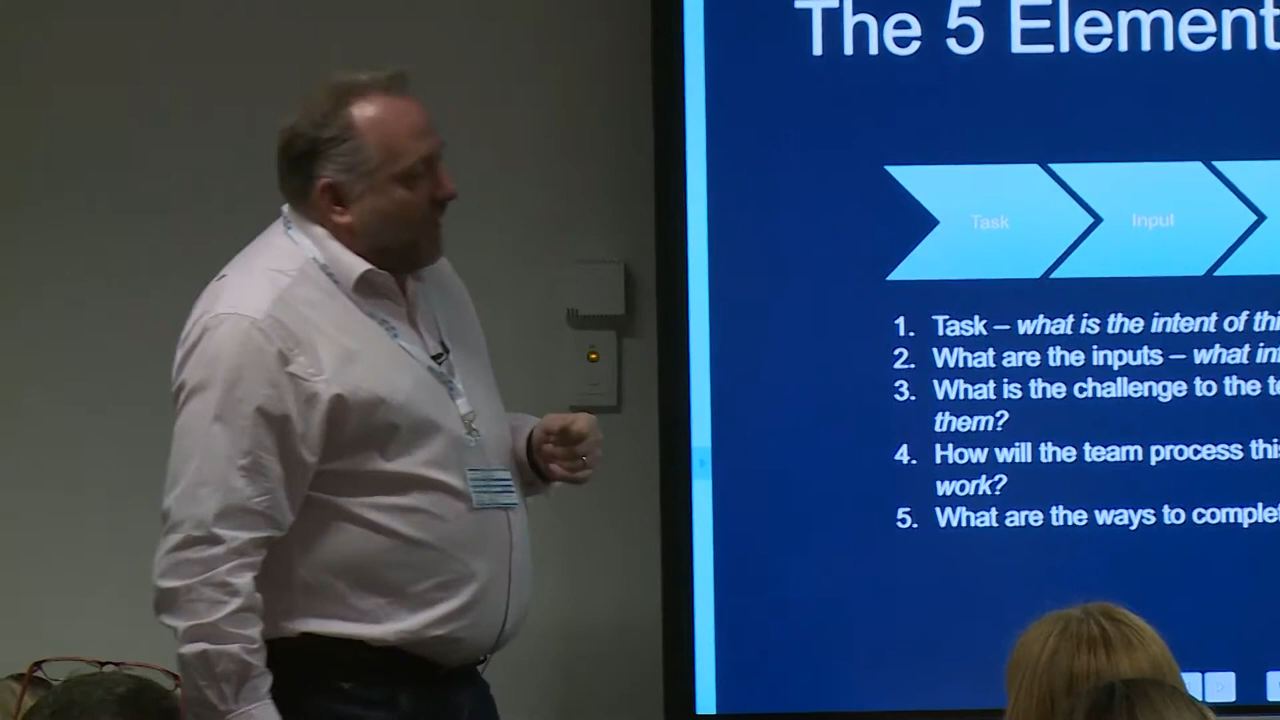 The 5 Element
Task
Input
1. Task – what is the intent of thi
2. What are the inputs – what in
3. What is the challenge to the t
them?
4. How will the team process thi
work?
5. What are the ways to complet